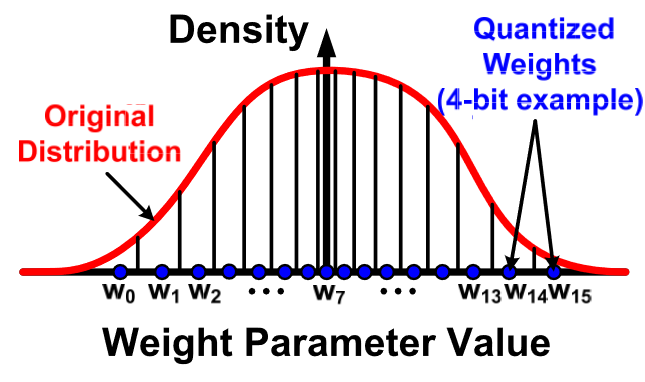 Density
Quantized
Weights
(4-bit example)
Original
Distribution
w0 w1 w2 ... w7 ... w13 w14 w15
Weight Parameter Value